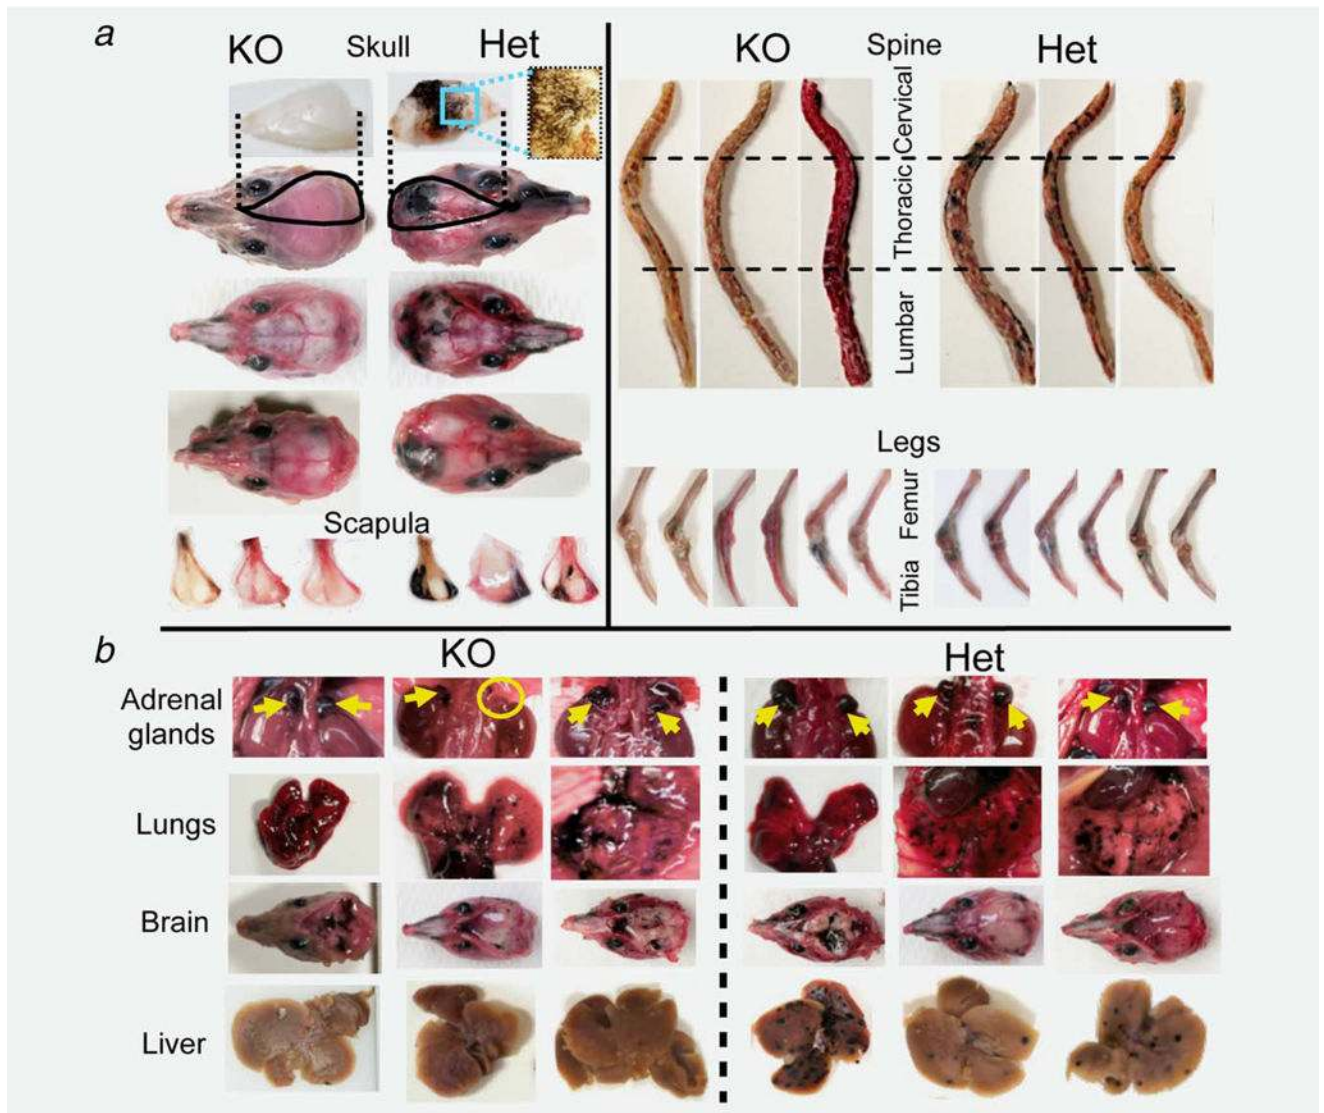 a
KO Skull Het
KO Spine Het
Cervical
Thoracic
Lumbar
Legs
Femur
Tibia
Scapula
b
KO Het
Adrenal
glands
Lungs
Brain
Liver